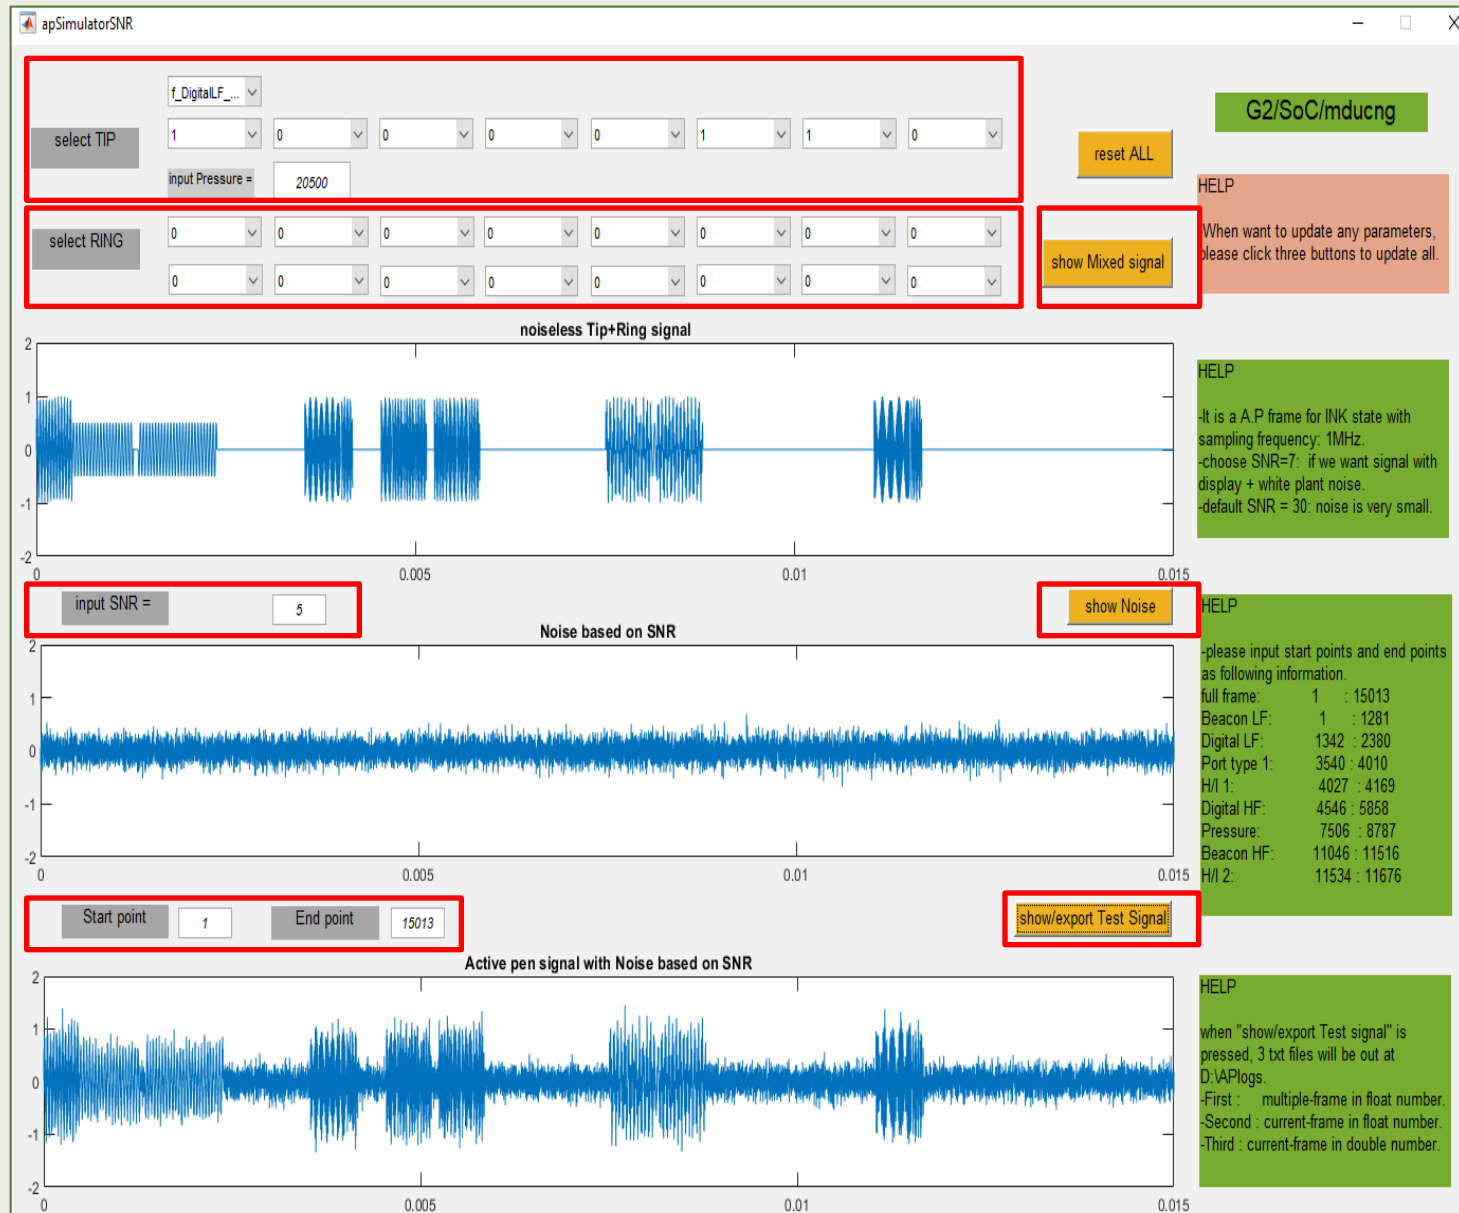 apSimulatorSNR
f_DigitalLF_...
select TIP
1 0 0 0 0 1 1 0
input Pressure = 20500
reset ALL
G2/SoC/mducng
select RING
0 0 0 0 0 0 0 0
0 0 0 0 0 0 0 0
show Mixed signal
HELP
When want to update any parameters,
please click three buttons to update all.
noiseless Tip+Ring signal
2
1
0
-1
-2
0 0.005 0.01 0.015
HELP
-It is a A.P frame for INK state with
sampling frequency: 1MHz.
-choose SNR=7: if we want signal with
display + white plant noise.
-default SNR = 30: noise is very small.
input SNR = 5
show Noise
Noise based on SNR
2
1
0
-1
-2
0 0.005 0.01 0.015
HELP
-please input start points and end points
as following information.
full frame: 1 : 15013
Beacon LF: 1 : 1281
Digital LF: 1342 : 2380
Port type 1: 3540 : 4010
H/I 1: 4027 : 4169
Digital HF: 4546 : 5858
Pressure: 7506 : 8787
Beacon HF: 11046 : 11516
H/I 2: 11534 : 11676
Start point 1 End point 15013
show/export Test Signal
Active pen signal with Noise based on SNR
2
1
0
-1
-2
0 0.005 0.01 0.015
HELP
when "show/export Test signal" is
pressed, 3 txt files will be out at
D:\APlogs.
-First : multiple-frame in float number.
-Second : current-frame in float number.
-Third : current-frame in double number.